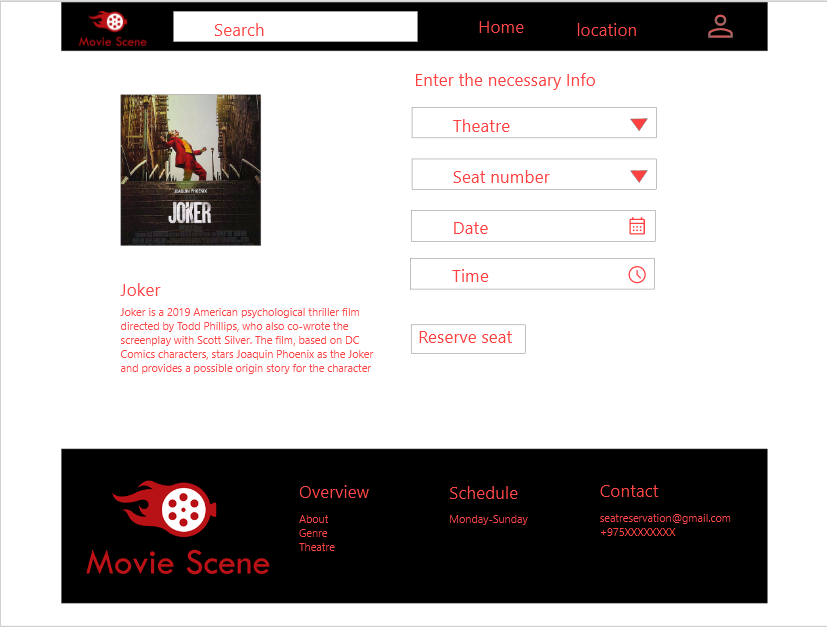 Movie Scene
Search
Home
location
Enter the necessary Info
Theatre
Seat number
Date
Time
Reserve seat
JOAQUIN PHOENIX
JOKER
Joker
Joker is a 2019 American psychological thriller film
directed by Todd Phillips, who also co-wrote the
screenplay with Scott Silver. The film, based on DC
Comics characters, stars Joaquin Phoenix as the Joker
and provides a possible origin story for the character
Movie Scene
Overview
About
Genre
Theatre
Schedule
Monday-Sunday
Contact
seatreservation@gmail.com
+975XXXXXXXX